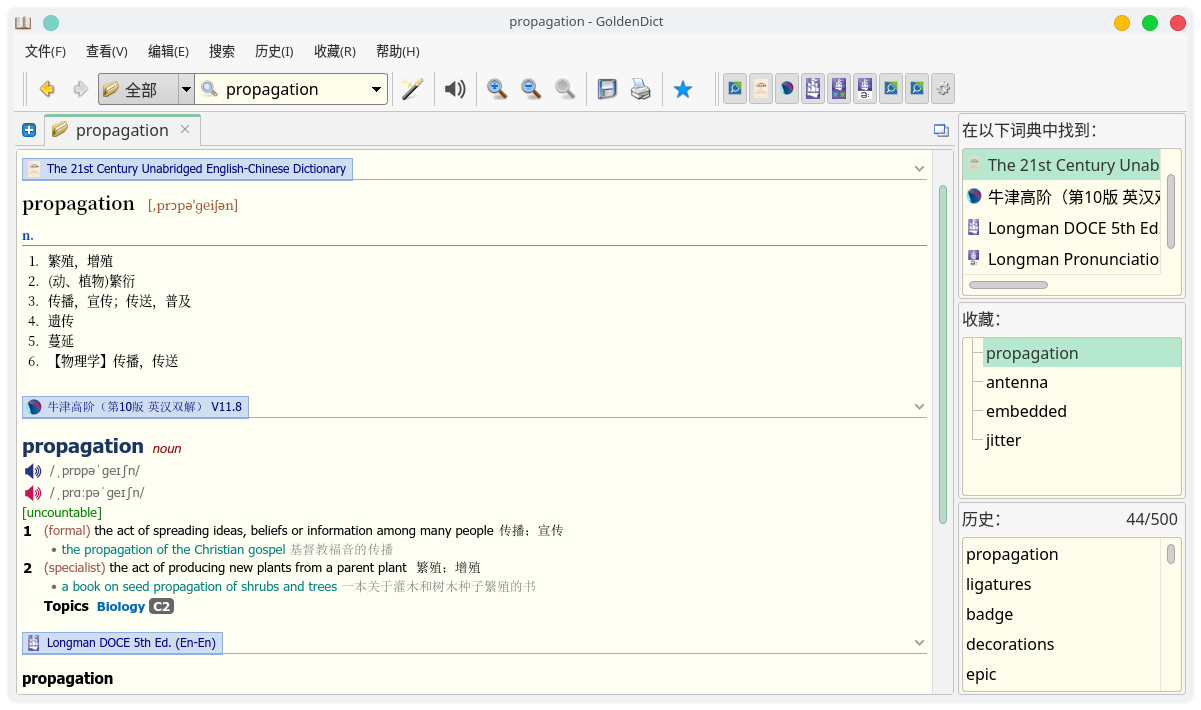 propagation - GoldenDict
文件(F) 查看(V) 编辑(E) 搜索 历史(I) 收藏(R) 帮助(H)
全部 propagation
propagation
The 21st Century Unabridged English-Chinese Dictionary
propagation [,prɔpə'ɡeiʃən]
n.
1. 繁殖，增殖
2. (动、植物)繁衍
3. 传播，宣传；传送，普及
4. 遗传
5. 蔓延
6. 【物理学】传播，传送
牛津高阶（第10版 英汉双解） V11.8
propagation noun
/ˌprɒpəˈɡeɪʃn/
/ˌprɑːpəˈɡeɪʃn/
[uncountable]
1 (formal) the act of spreading ideas, beliefs or information among many people 传播；宣传
• the propagation of the Christian gospel 基督教福音的传播
2 (specialist) the act of producing new plants from a parent plant 繁殖；增殖
• a book on seed propagation of shrubs and trees 一本关于灌木和树木种子繁殖的书
Topics Biology C2
Longman DOCE 5th Ed. (En-En)
propagation
在以下词典中找到：
The 21st Century Unab
牛津高阶（第10版 英汉
Longman DOCE 5th Ed.
Longman Pronunciatio
收藏：
propagation
antenna
embedded
jitter
历史： 44/500
propagation
ligatures
badge
decorations
epic